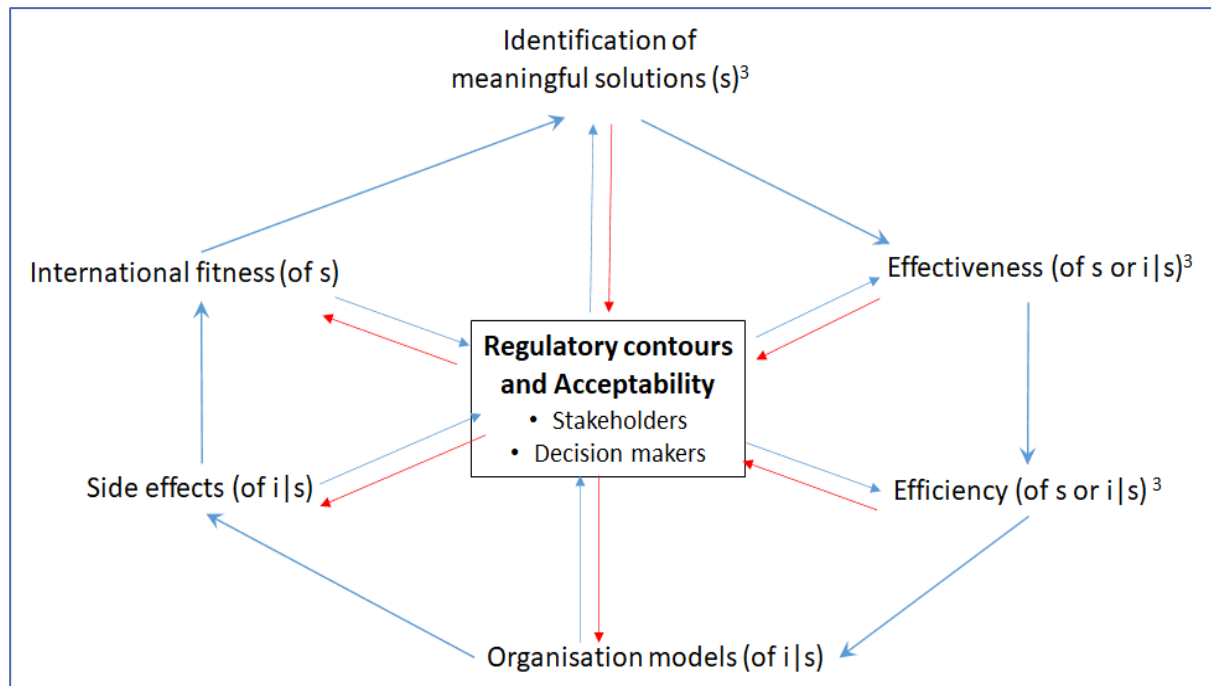 Identification of
meaningful solutions (s)³
International fitness (of s)
Effectiveness (of s or i|s)³
Regulatory contours
and Acceptability
• Stakeholders
• Decision makers
Side effects (of i|s)
Efficiency (of s or i|s) ³
Organisation models (of i|s)